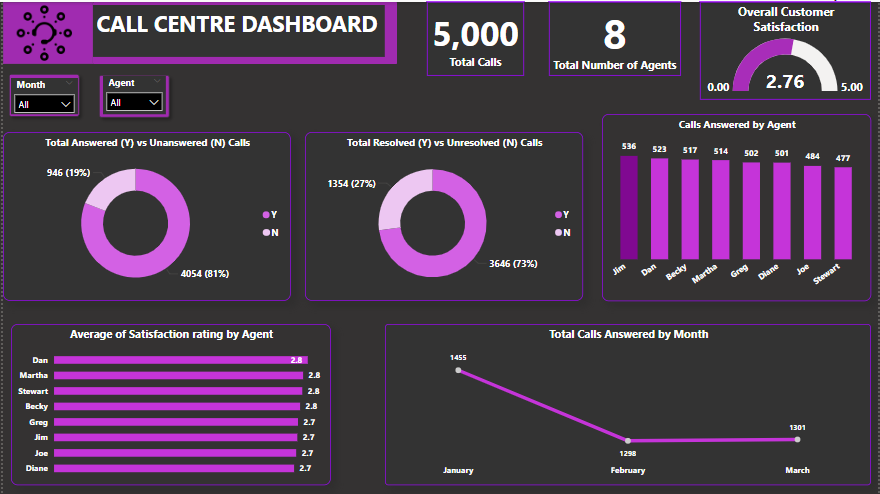 CALL CENTRE DASHBOARD
5,000
Total Calls
8
Total Number of Agents
Overall Customer
Satisfaction
0.00
2.76
5.00
Month
All
Agent
All
Total Answered (Y) vs Unanswered (N) Calls
946 (19%)
4054 (81%)
Y
N
Total Resolved (Y) vs Unresolved (N) Calls
1354 (27%)
3646 (73%)
Y
N
Calls Answered by Agent
536 523 517 514 502 501 484 477
Jim Dan Becky Martha Greg Diane Joe Stewart
Average of Satisfaction rating by Agent
Dan 2.8
Martha 2.8
Stewart 2.8
Becky 2.8
Greg 2.7
Jim 2.7
Joe 2.7
Diane 2.7
Total Calls Answered by Month
1455
1298
1301
January February March